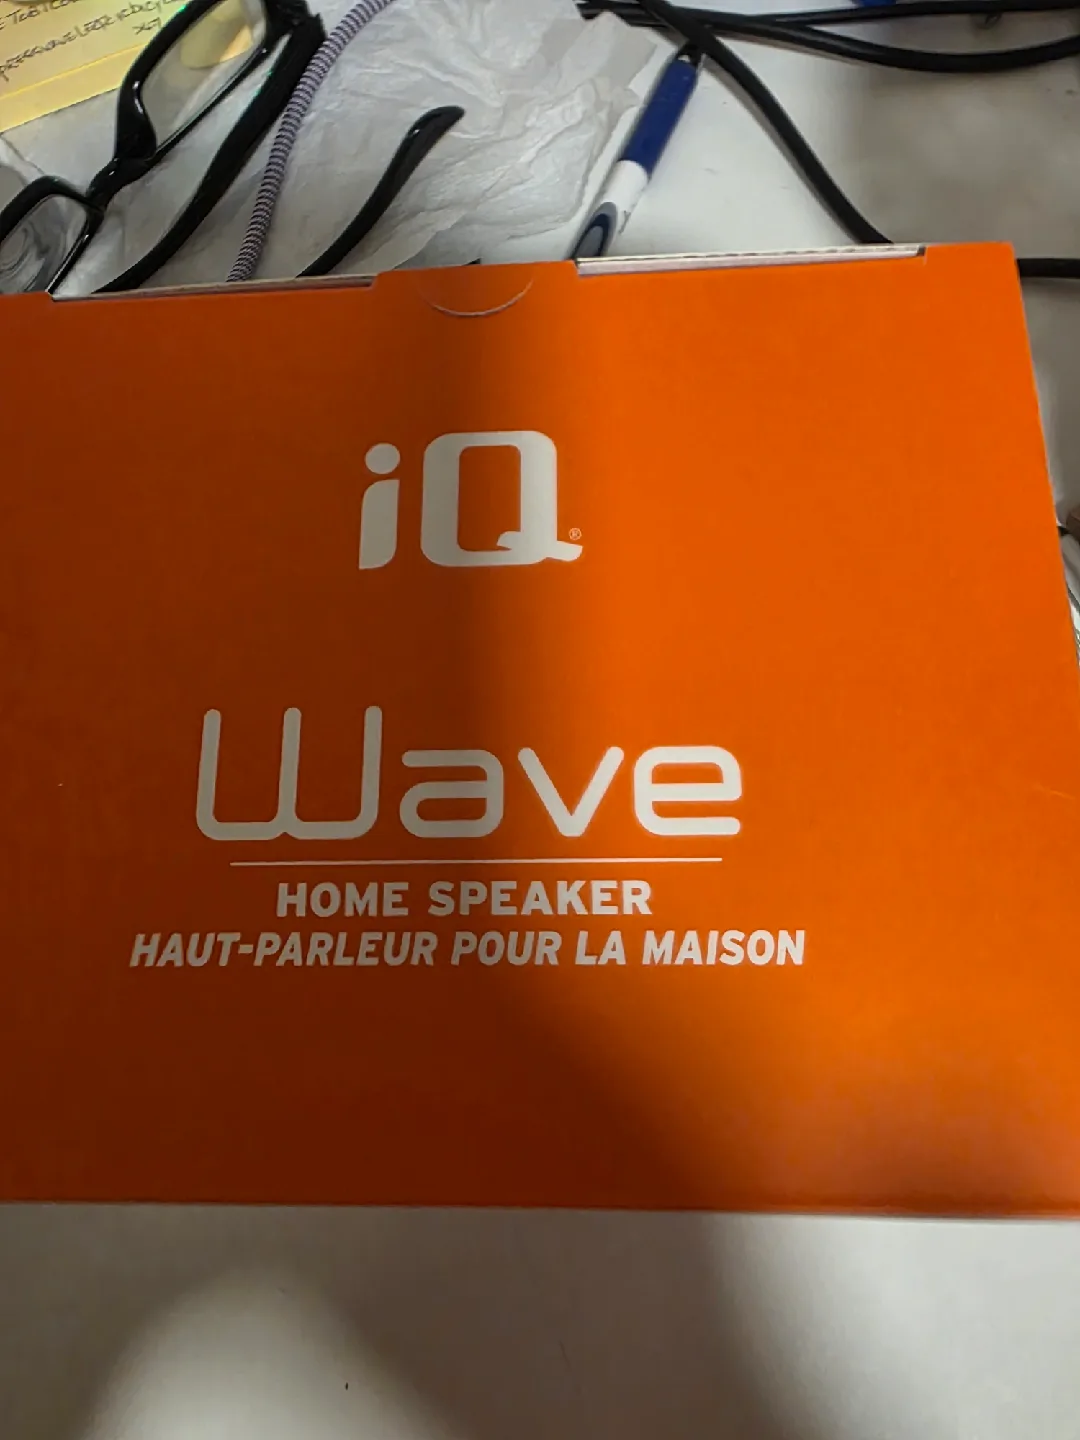 iQ®
Wave
HOME SPEAKER
HAUT-PARLEUR POUR LA MAISON